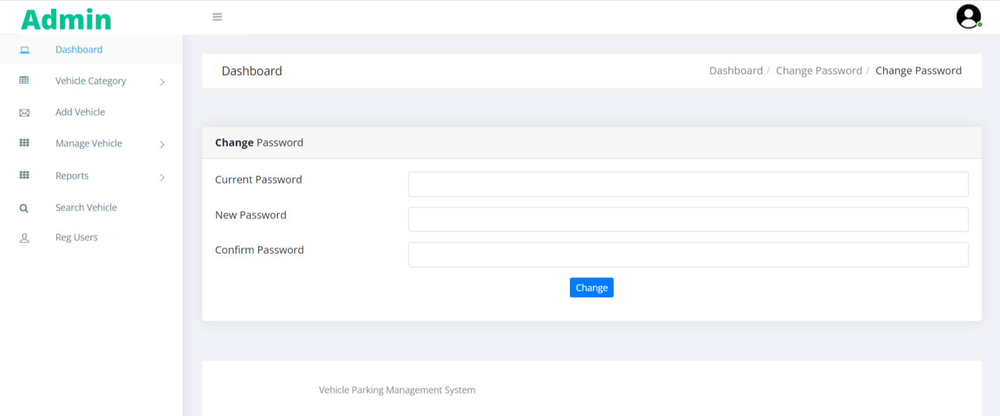 Admin
Dashboard
Vehicle Category
Add Vehicle
Manage Vehicle
Reports
Search Vehicle
Reg Users
Dashboard
Dashboard / Change Password / Change Password
Change Password
Current Password
New Password
Confirm Password
Change
Vehicle Parking Management System